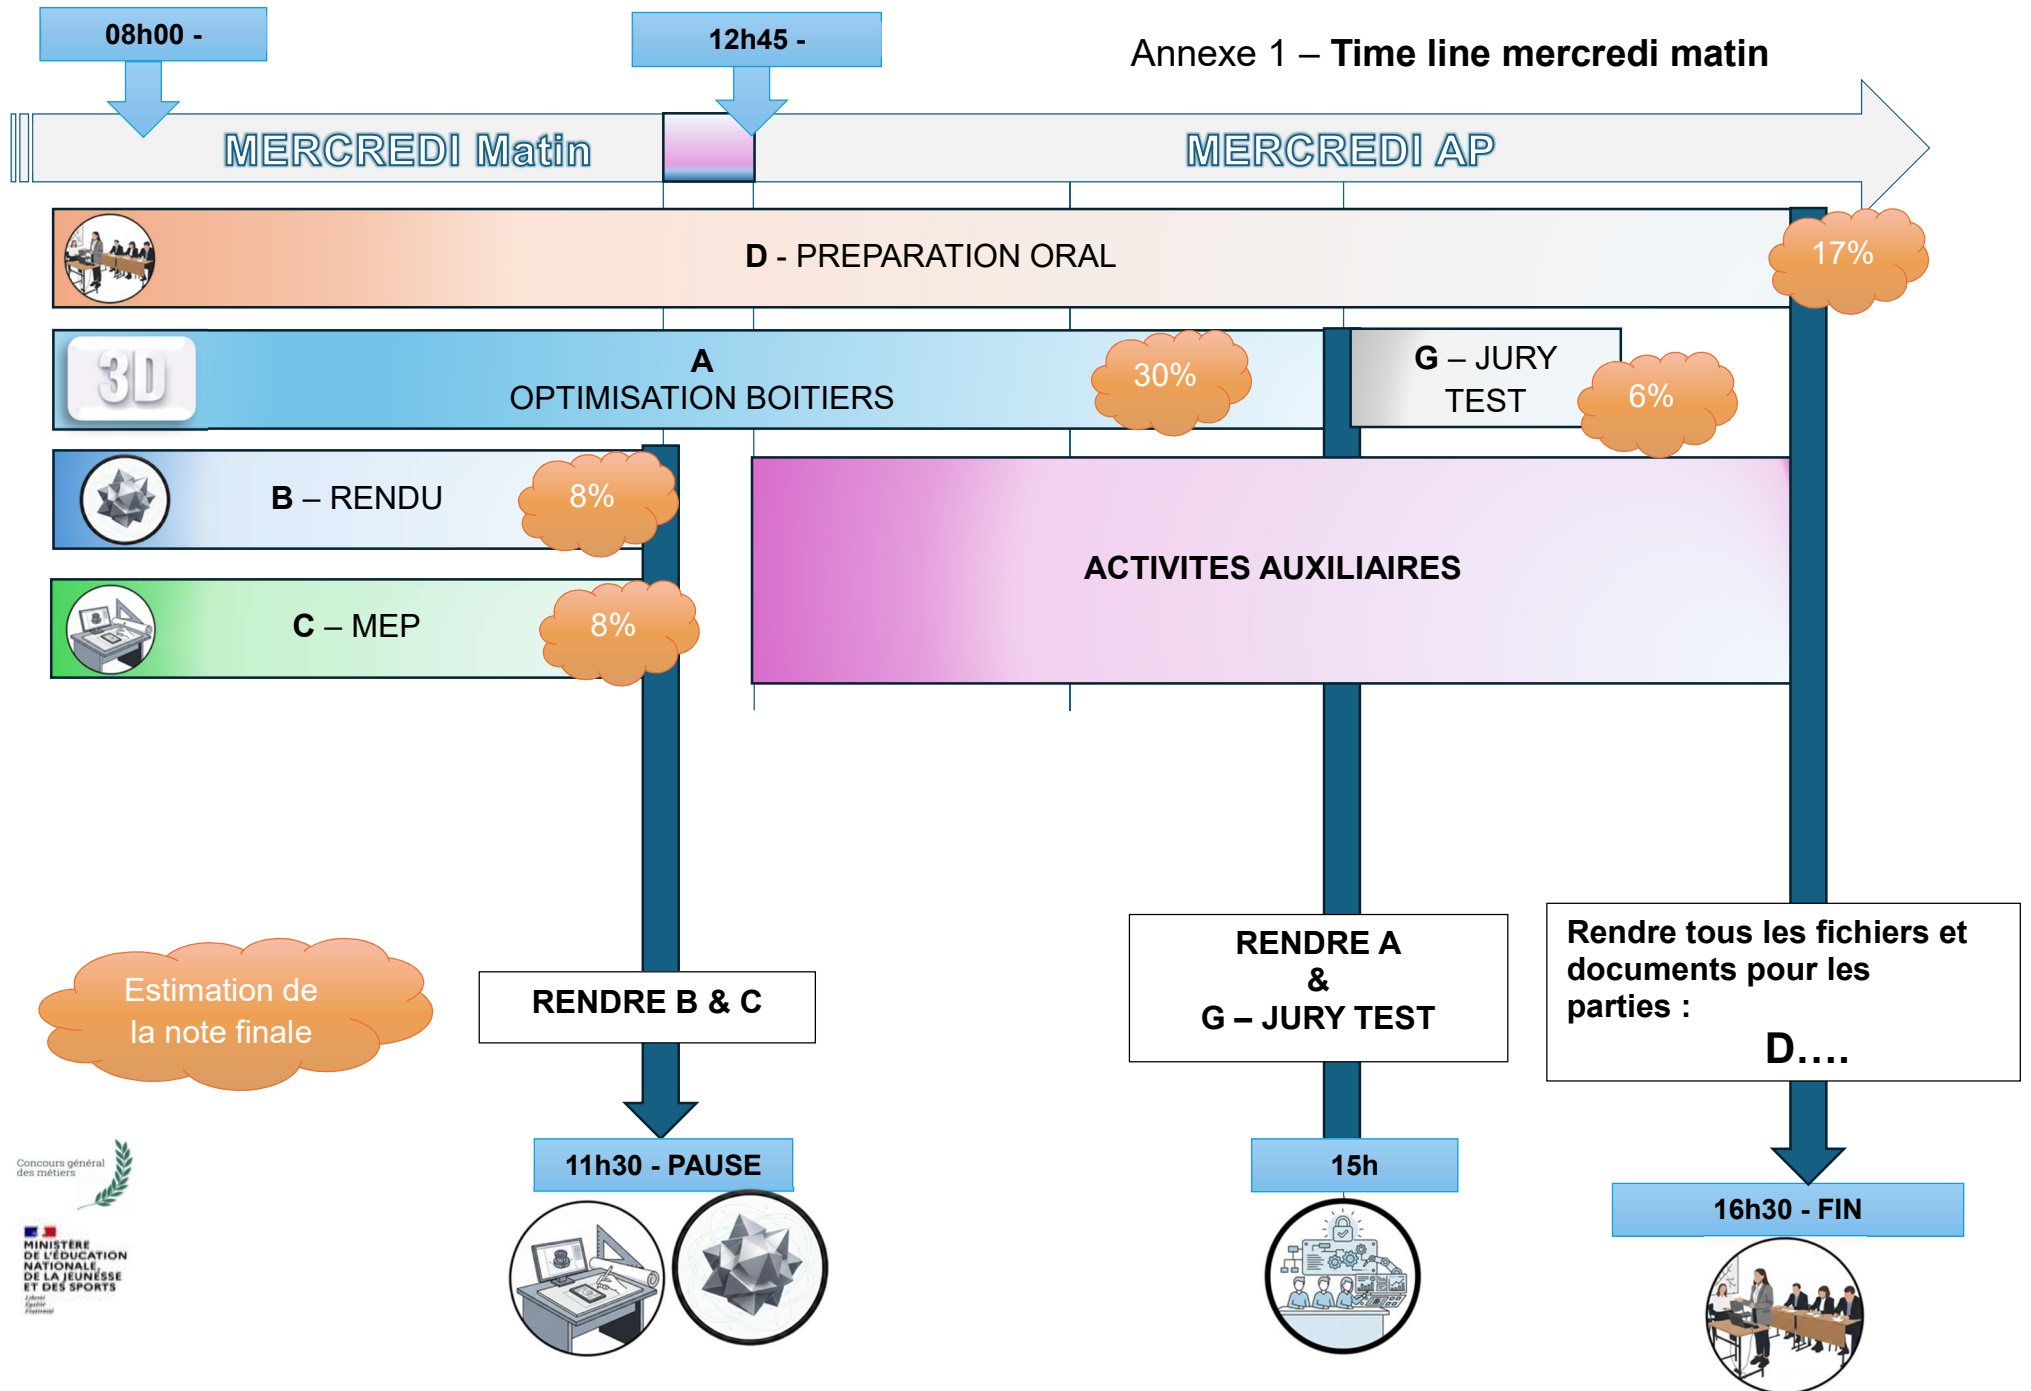 08h00 -
12h45 -
Annexe 1 – Time line mercredi matin
MERCREDI Matin
MERCREDI AP
D - PREPARATION ORAL
17%
3D
A
OPTIMISATION BOITIERS
30%
G – JURY
TEST
6%
B – RENDU
8%
ACTIVITES AUXILIAIRES
C – MEP
8%
Estimation de
la note finale
RENDRE B & C
RENDRE A
&
G – JURY TEST
Rendre tous les fichiers et
documents pour les
parties :
D....
11h30 - PAUSE
15h
16h30 - FIN
Concours général
des métiers
MINISTÈRE
DE L'ÉDUCATION
NATIONALE,
DE LA JEUNESSE
ET DES SPORTS
Liberté
Égalité
Fraternité